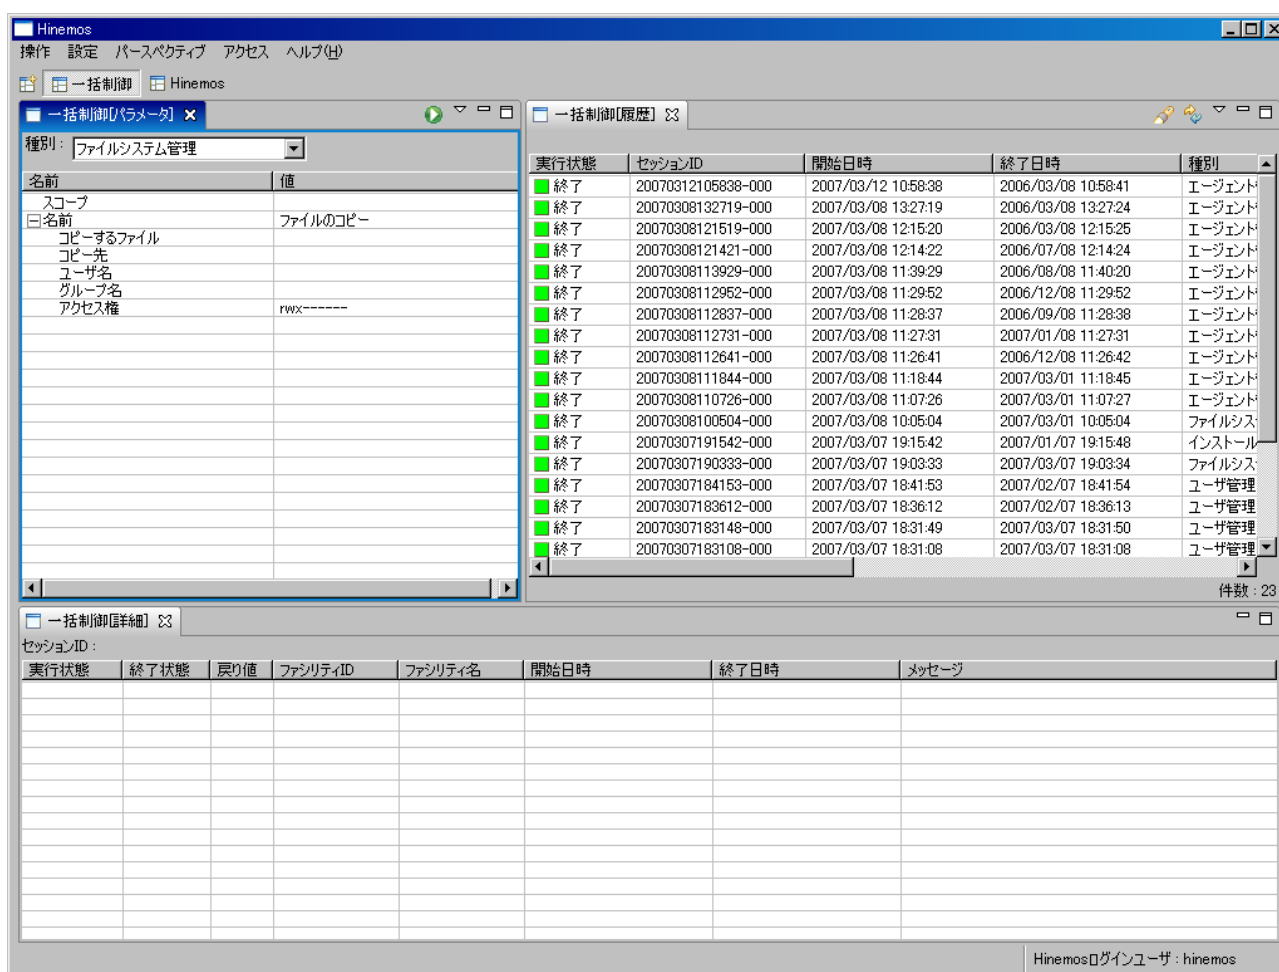 Hinemos
操作 設定 パースペクティブ アクセス ヘルプ(H)
一括制御 Hinemos
一括制御[パラメータ]
種別: ファイルシステム管理
名前 値
スコープ
名前 ファイルのコピー
コピーするファイル
コピー先
ユーザ名
グループ名
アクセス権 rwx------
一括制御[履歴]
実行状態 セッションID 開始日時 終了日時 種別
終了 20070312105838-000 2007/03/12 10:58:38 2006/03/08 10:58:41 エージェント
終了 20070308132719-000 2007/03/08 13:27:19 2006/03/08 13:27:24 エージェント
終了 20070308121519-000 2007/03/08 12:15:20 2006/03/08 12:15:25 エージェント
終了 20070308121421-000 2007/03/08 12:14:22 2006/07/08 12:14:24 エージェント
終了 20070308113929-000 2007/03/08 11:39:29 2006/08/08 11:40:20 エージェント
終了 20070308112952-000 2007/03/08 11:29:52 2006/12/08 11:29:52 エージェント
終了 20070308112837-000 2007/03/08 11:28:37 2006/09/08 11:28:38 エージェント
終了 20070308112731-000 2007/03/08 11:27:31 2007/01/08 11:27:31 エージェント
終了 20070308112641-000 2007/03/08 11:26:41 2006/12/08 11:26:42 エージェント
終了 20070308111844-000 2007/03/08 11:18:44 2007/03/01 11:18:45 エージェント
終了 20070308110726-000 2007/03/08 11:07:26 2007/03/01 11:07:27 エージェント
終了 20070308100504-000 2007/03/08 10:05:04 2007/03/01 10:05:04 ファイルシス
終了 20070307191542-000 2007/03/07 19:15:42 2007/01/07 19:15:48 インストール
終了 20070307190333-000 2007/03/07 19:03:33 2007/03/07 19:03:34 ファイルシス
終了 20070307184153-000 2007/03/07 18:41:53 2007/02/07 18:41:54 ユーザ管理
終了 20070307183612-000 2007/03/07 18:36:12 2007/02/07 18:36:13 ユーザ管理
終了 20070307183148-000 2007/03/07 18:31:49 2007/03/07 18:31:50 ユーザ管理
終了 20070307183108-000 2007/03/07 18:31:08 2007/03/07 18:31:08 ユーザ管理
件数 : 23
一括制御[詳細]
セッションID :
実行状態 終了状態 戻り値 ファシリティID ファシリティ名 開始日時 終了日時 メッセージ
Hinemosログインユーザ : hinemos